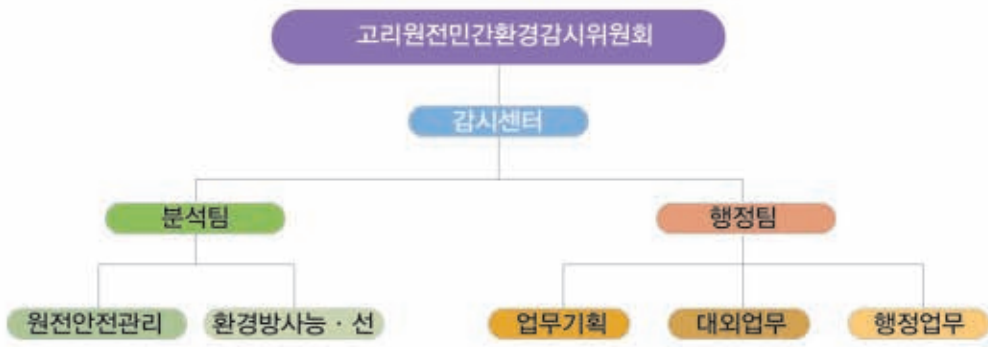 고리원전민간환경감시위원회
감시센터
분석팀
행정팀
원전안전관리
환경방사능 · 선
업무기획
대외업무
행정업무